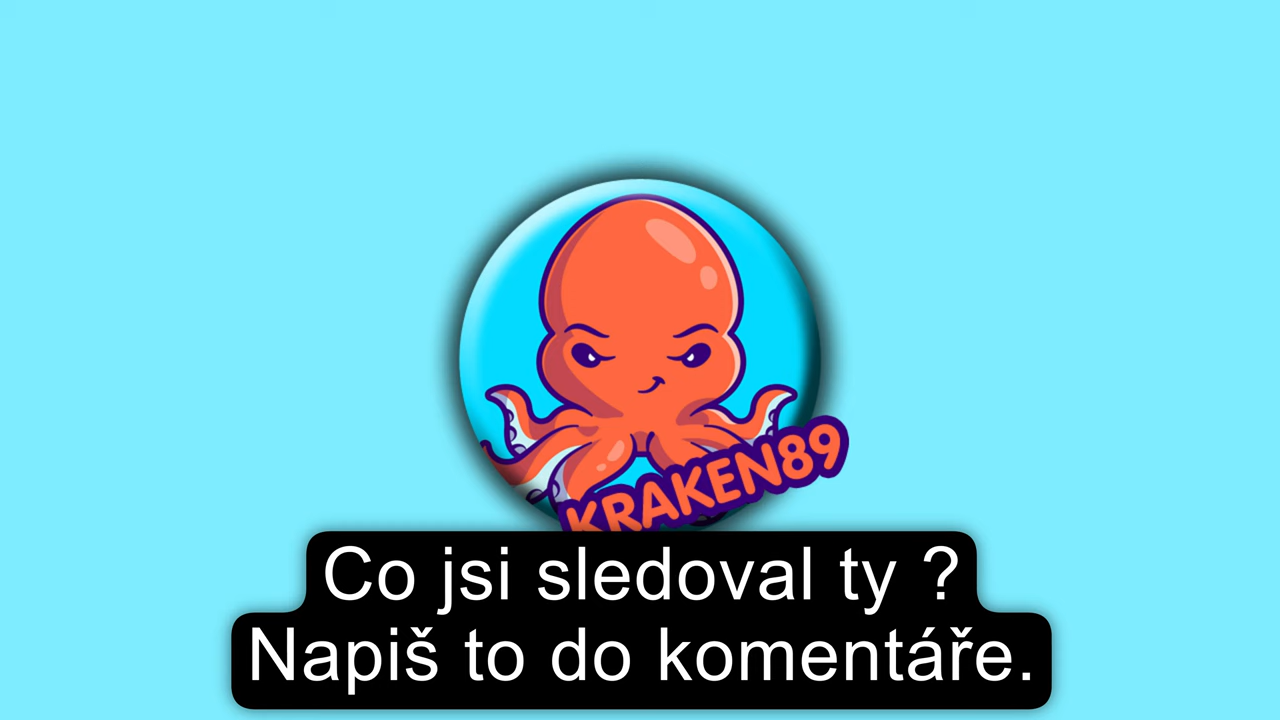 KRAKEN89
Co jsi sledoval ty ?
Napiš to do komentáře.